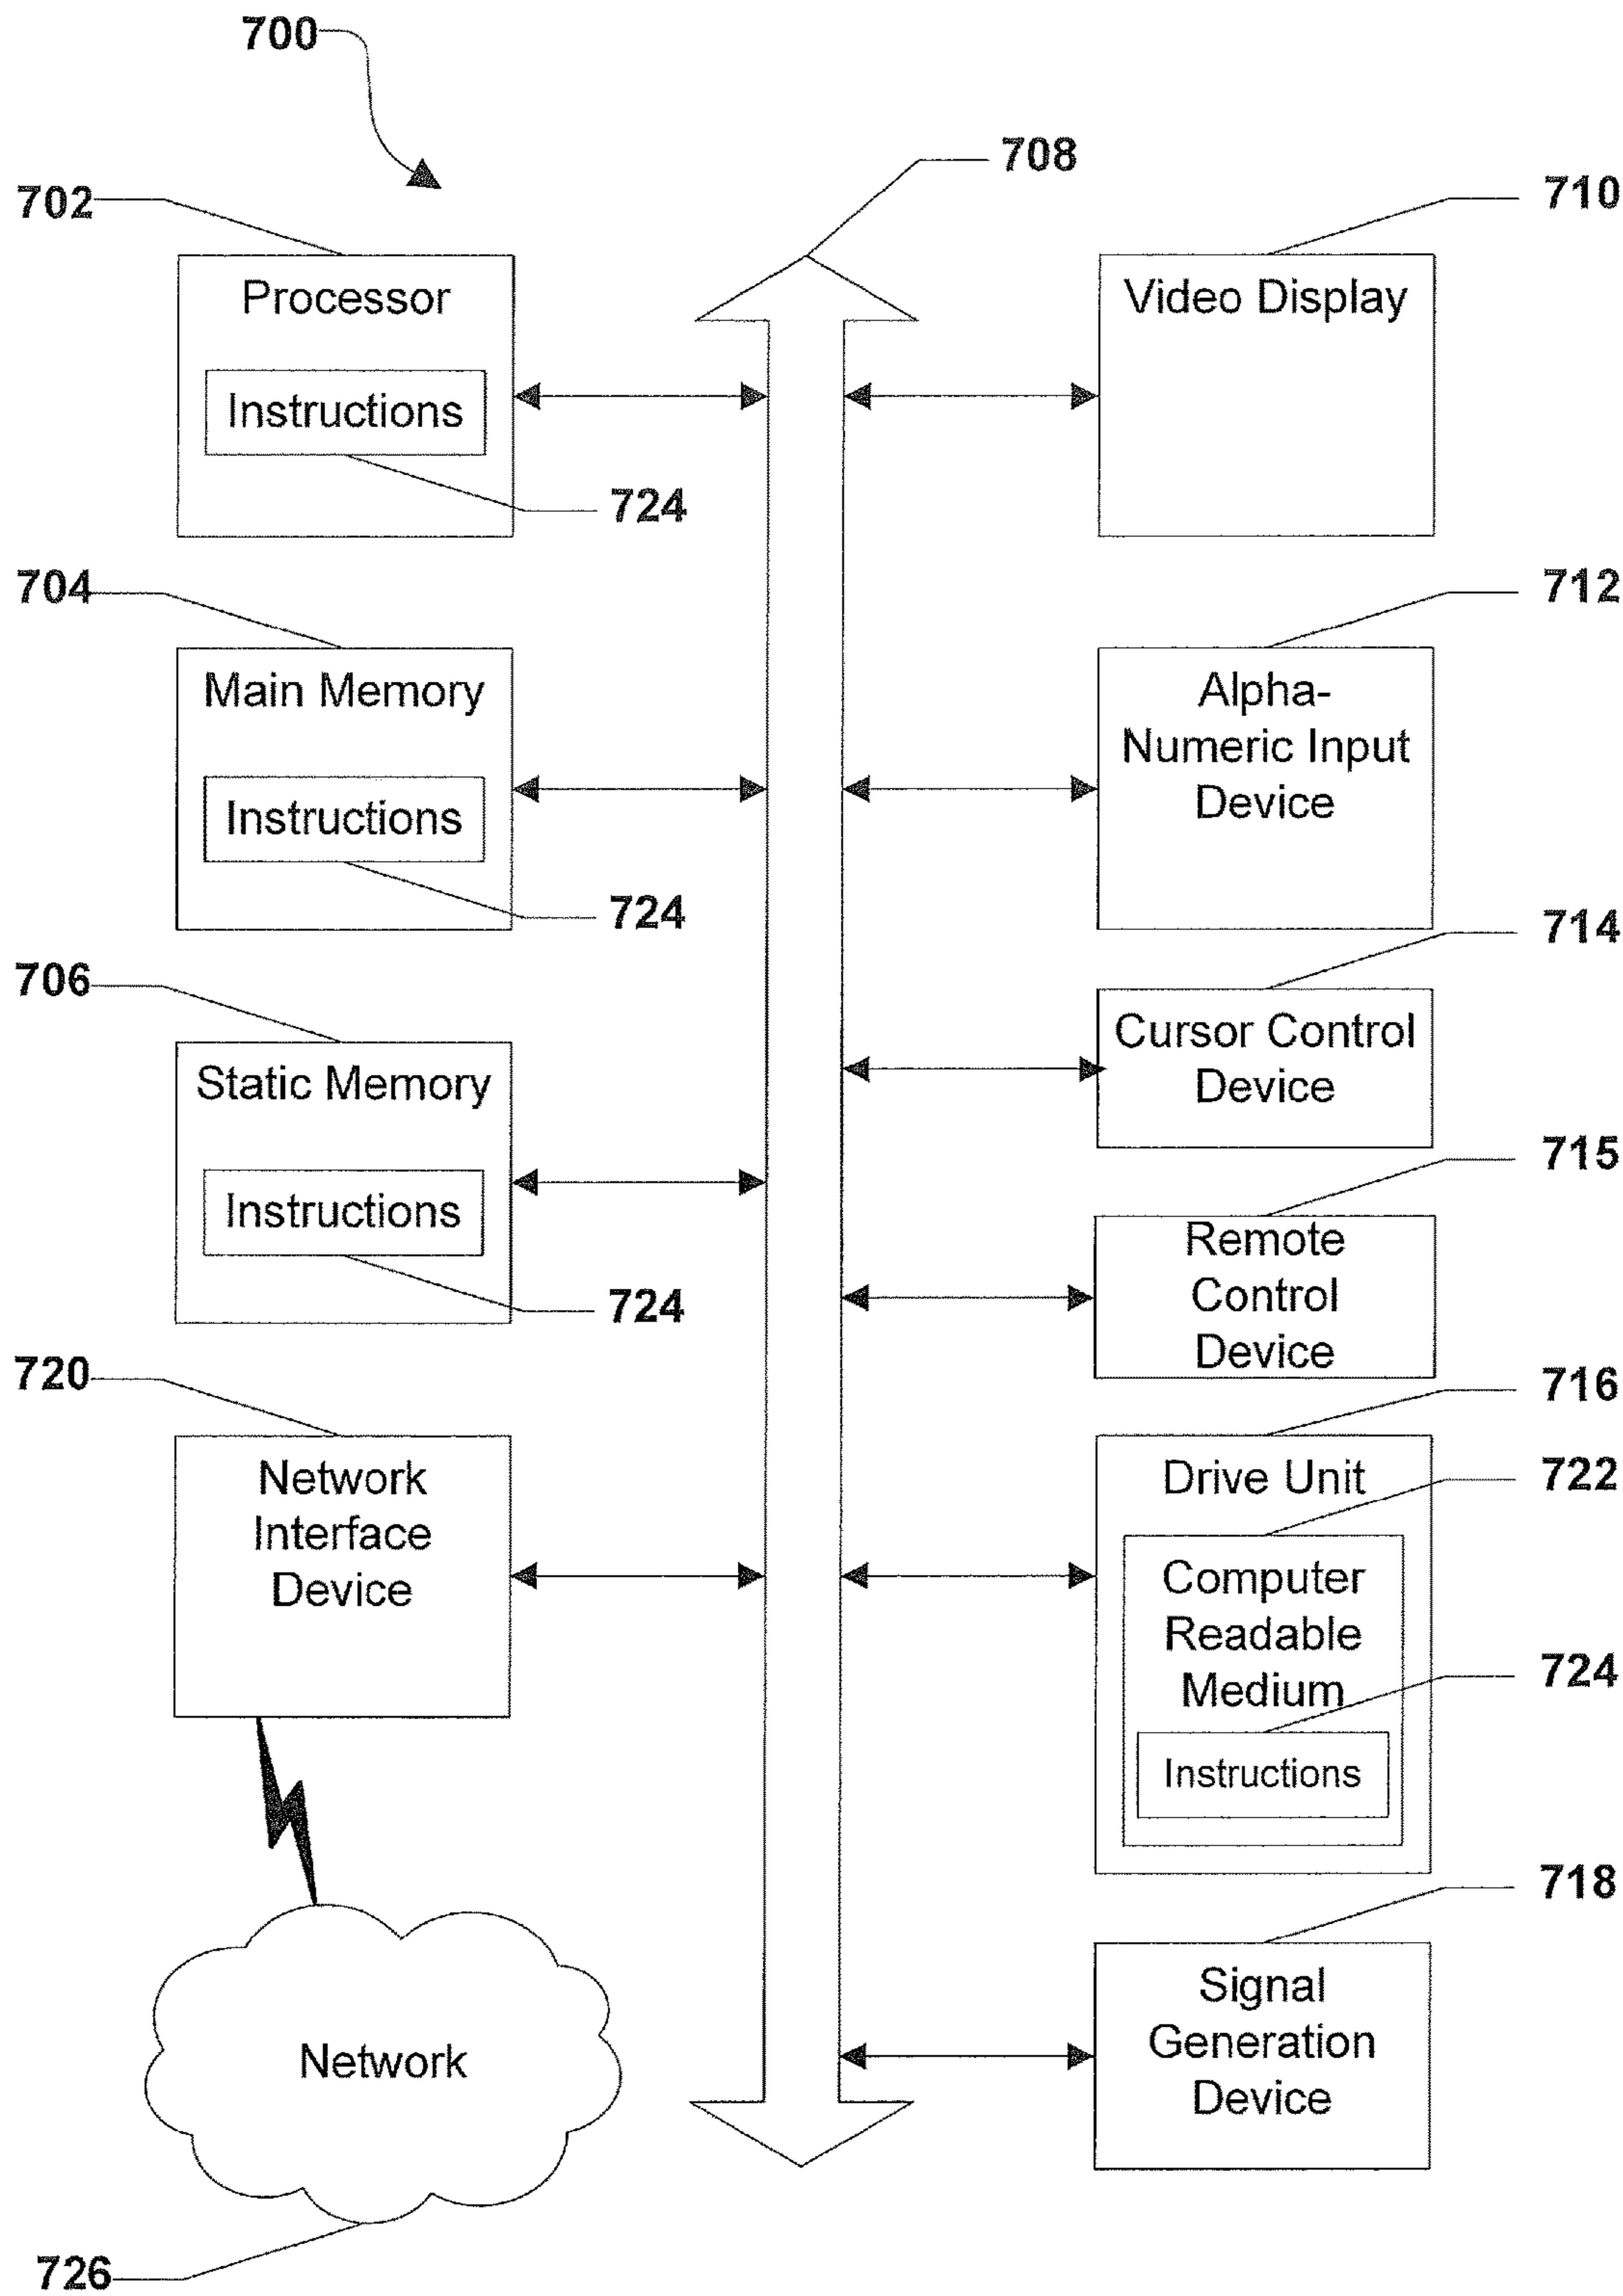 700
708
702
710
Processor
Instructions
724
Video Display
704
712
Main Memory
Instructions
724
Alpha-
Numeric Input
Device
714
706
Cursor Control
Device
Static Memory
Instructions
724
715
Remote
Control
Device
720
716
Network
Interface
Device
Drive Unit
722
Computer
Readable
Medium
724
Instructions
718
Signal
Generation
Device
Network
726